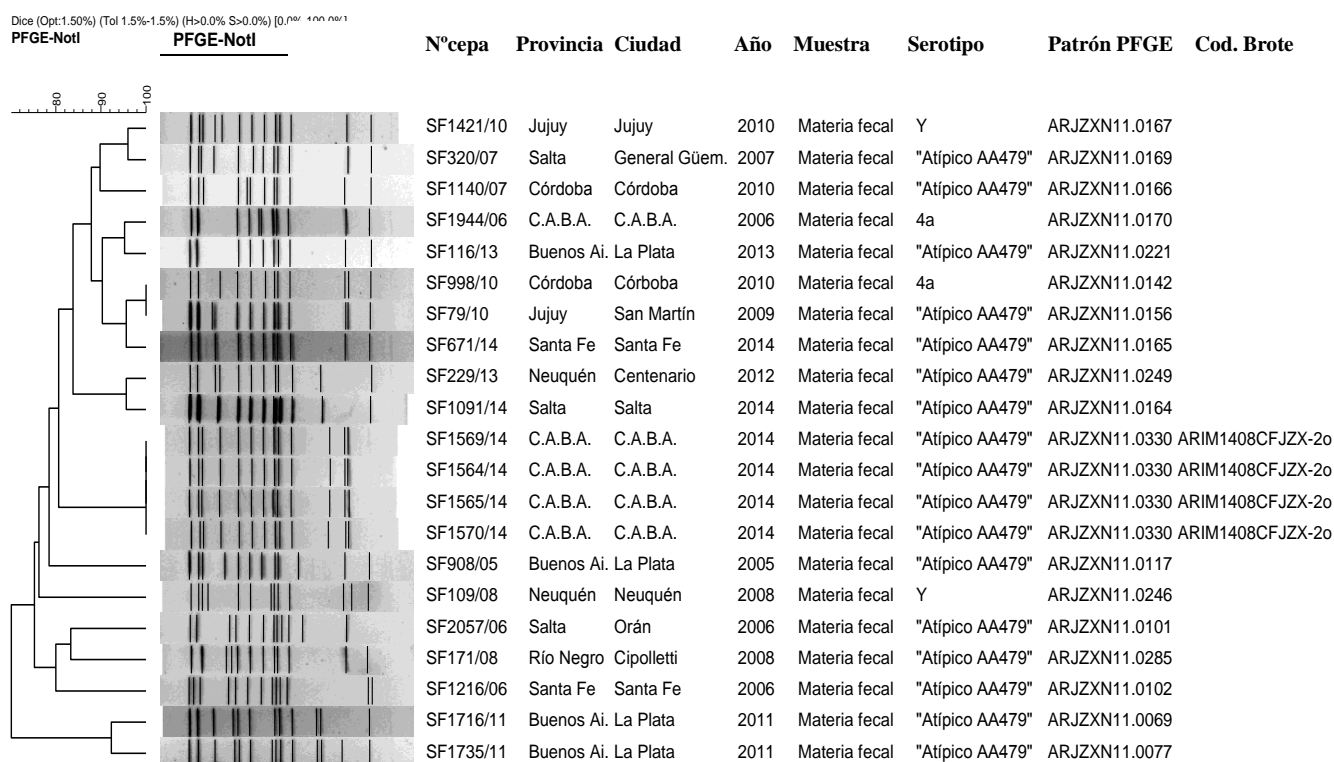 Dice (Opt:1.50%) (Tol 1.5%-1.5%) (H>0.0% S>0.0%) [0.0%-100.0%]
PFGE-NotI PFGE-NotI Nºcepa Provincia Ciudad Año Muestra Serotipo Patrón PFGE Cod. Brote
80 90 100
SF1421/10 Jujuy Jujuy 2010 Materia fecal Y ARJZXN11.0167
SF320/07 Salta General Güem. 2007 Materia fecal "Atípico AA479" ARJZXN11.0169
SF1140/07 Córdoba Córdoba 2010 Materia fecal "Atípico AA479" ARJZXN11.0166
SF1944/06 C.A.B.A. C.A.B.A. 2006 Materia fecal 4a ARJZXN11.0170
SF116/13 Buenos Ai. La Plata 2013 Materia fecal "Atípico AA479" ARJZXN11.0221
SF998/10 Córdoba Córboba 2010 Materia fecal 4a ARJZXN11.0142
SF79/10 Jujuy San Martín 2009 Materia fecal "Atípico AA479" ARJZXN11.0156
SF671/14 Santa Fe Santa Fe 2014 Materia fecal "Atípico AA479" ARJZXN11.0165
SF229/13 Neuquén Centenario 2012 Materia fecal "Atípico AA479" ARJZXN11.0249
SF1091/14 Salta Salta 2014 Materia fecal "Atípico AA479" ARJZXN11.0164
SF1569/14 C.A.B.A. C.A.B.A. 2014 Materia fecal "Atípico AA479" ARJZXN11.0330 ARIM1408CFJZX-2o
SF1564/14 C.A.B.A. C.A.B.A. 2014 Materia fecal "Atípico AA479" ARJZXN11.0330 ARIM1408CFJZX-2o
SF1565/14 C.A.B.A. C.A.B.A. 2014 Materia fecal "Atípico AA479" ARJZXN11.0330 ARIM1408CFJZX-2o
SF1570/14 C.A.B.A. C.A.B.A. 2014 Materia fecal "Atípico AA479" ARJZXN11.0330 ARIM1408CFJZX-2o
SF908/05 Buenos Ai. La Plata 2005 Materia fecal "Atípico AA479" ARJZXN11.0117
SF109/08 Neuquén Neuquén 2008 Materia fecal Y ARJZXN11.0246
SF2057/06 Salta Orán 2006 Materia fecal "Atípico AA479" ARJZXN11.0101
SF171/08 Río Negro Cipolletti 2008 Materia fecal "Atípico AA479" ARJZXN11.0285
SF1216/06 Santa Fe Santa Fe 2006 Materia fecal "Atípico AA479" ARJZXN11.0102
SF1716/11 Buenos Ai. La Plata 2011 Materia fecal "Atípico AA479" ARJZXN11.0069
SF1735/11 Buenos Ai. La Plata 2011 Materia fecal "Atípico AA479" ARJZXN11.0077